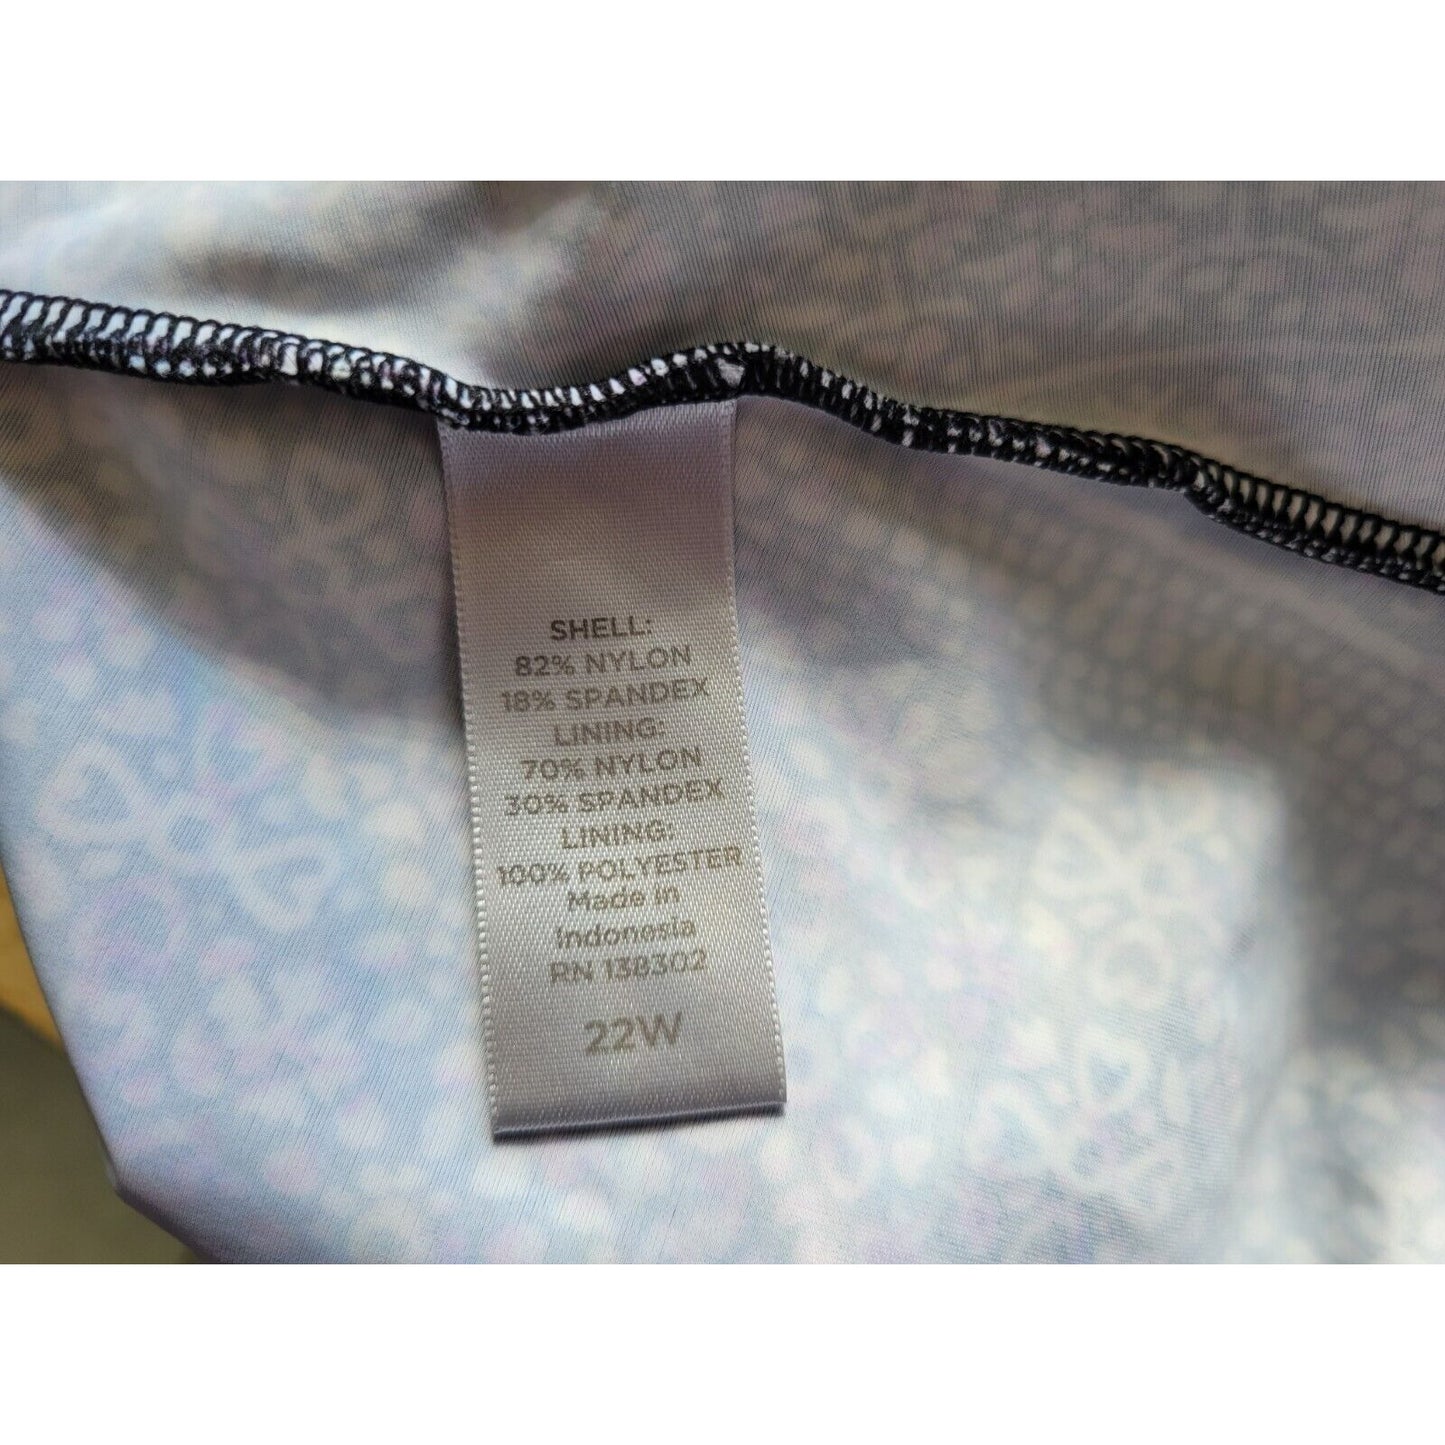 SHELL:
82% NYLON
18% SPANDEX
LINING:
70% NYLON
30% SPANDEX
LINING:
100% POLYESTER
Made in
Indonesia
RN 138302
22W